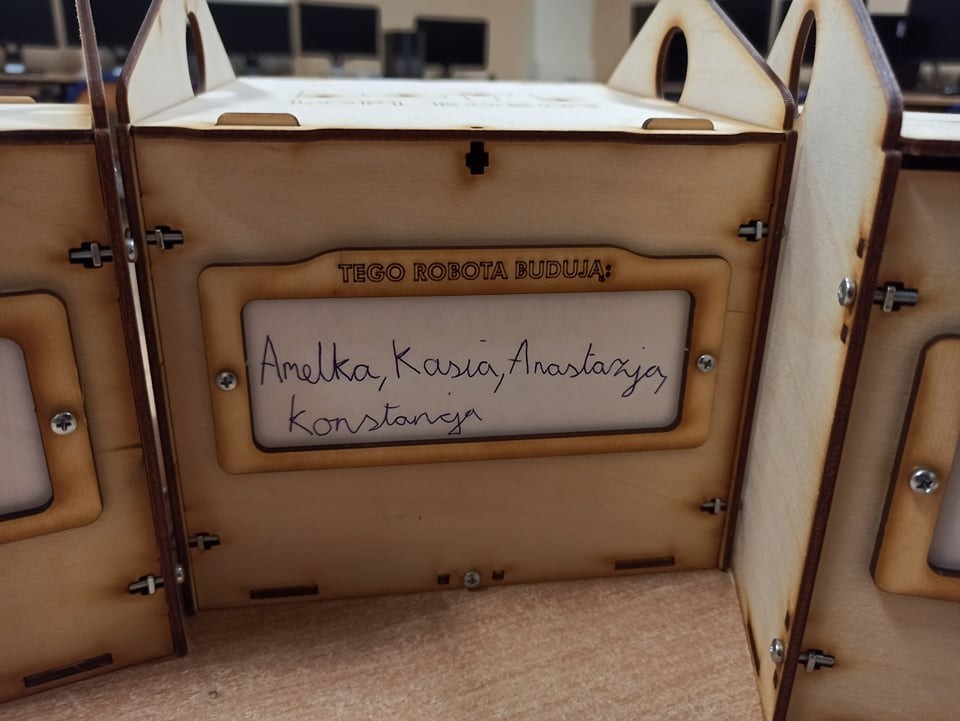 TEGO ROBOTA BUDUJĄ:
Amelka, Kasia, Anastazja,
Konstancja